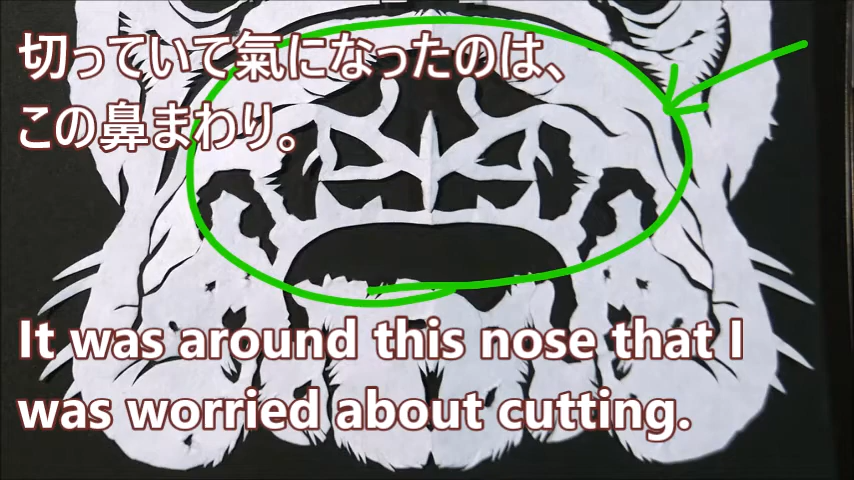 切っていて氣になったのは、
この鼻まわり。
It was around this nose that I
was worried about cutting.